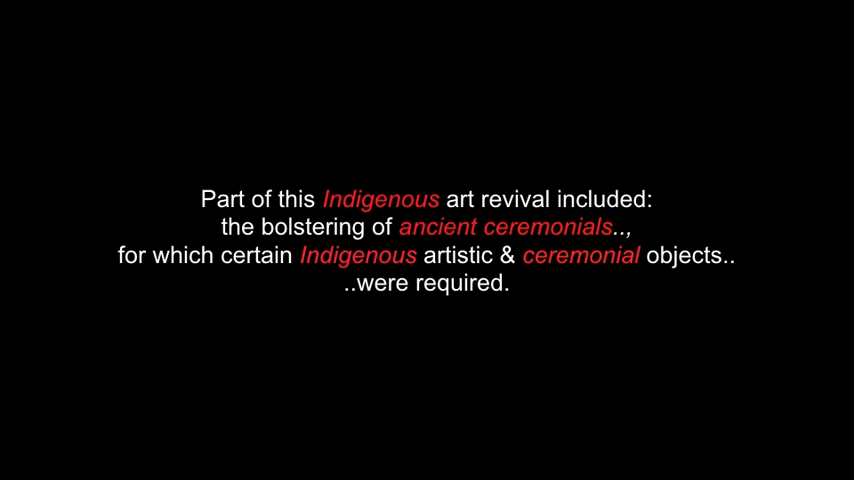 Part of this Indigenous art revival included:
the bolstering of ancient ceremonials..,
for which certain Indigenous artistic & ceremonial objects..
..were required.